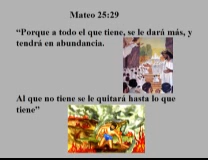 Mateo 25:29
“Porque a todo el que tiene, se le dará más, y
tendrá en abundancia.
Al que no tiene se le quitará hasta lo que
tiene”